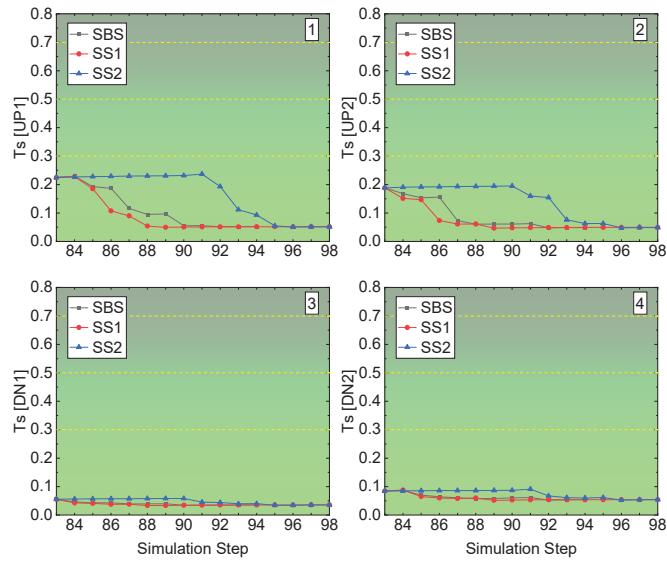 0.8
0.7
0.6
0.5
0.4
0.3
0.2
0.1
0.0
Ts [UP1]
SBS
SS1
SS2
1
84 86 88 90 92 94 96 98
0.8
0.7
0.6
0.5
0.4
0.3
0.2
0.1
0.0
Ts [UP2]
SBS
SS1
SS2
2
84 86 88 90 92 94 96 98
0.8
0.7
0.6
0.5
0.4
0.3
0.2
0.1
0.0
Ts [DN1]
SBS
SS1
SS2
3
84 86 88 90 92 94 96 98
Simulation Step
0.8
0.7
0.6
0.5
0.4
0.3
0.2
0.1
0.0
Ts [DN2]
SBS
SS1
SS2
4
84 86 88 90 92 94 96 98
Simulation Step